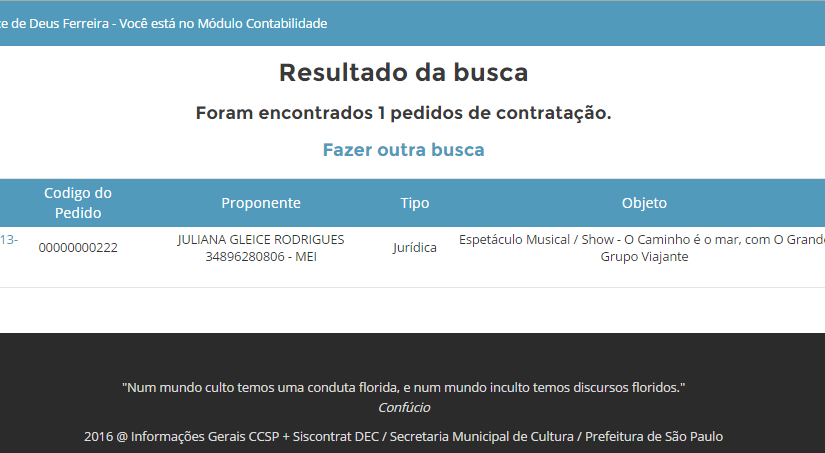 te de Deus Ferreira - Você está no Módulo Contabilidade
Resultado da busca
Foram encontrados 1 pedidos de contratação.
Fazer outra busca
Codigo do
Pedido
Proponente
Tipo
Objeto
13-
00000000222
JULIANA GLEICE RODRIGUES
34896280806 - MEI
Jurídica
Espetáculo Musical / Show - O Caminho é o mar, com O Grande
Grupo Viajante
"Num mundo culto temos uma conduta florida, e num mundo inculto temos discursos floridos."
Confúcio
2016 @ Informações Gerais CCSP + Siscontrat DEC / Secretaria Municipal de Cultura / Prefeitura de São Paulo